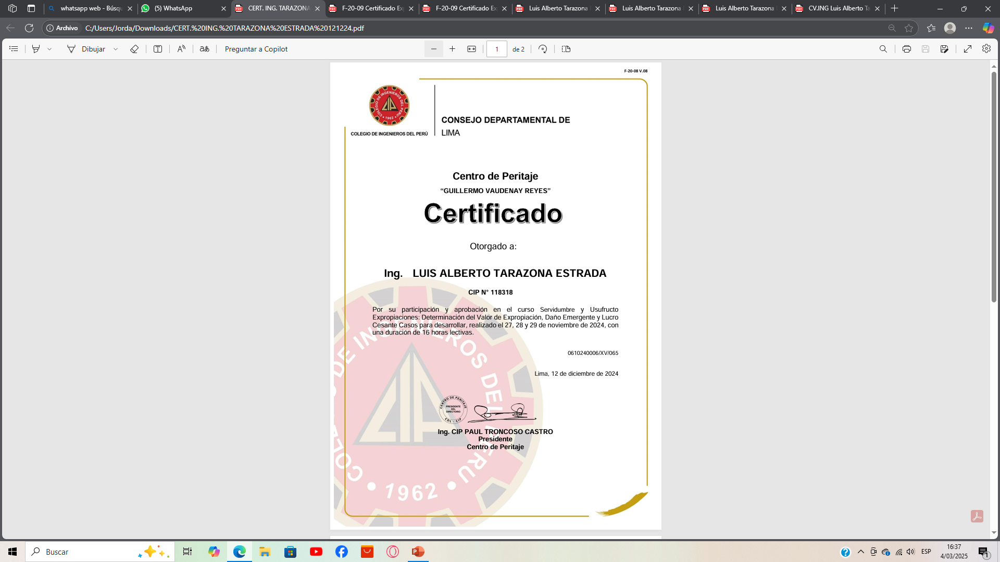 whatsapp web - Búsqu
(5) WhatsApp
CERT. ING. TARAZONA
F-20-09 Certificado Ex
F-20-09 Certificado Ex
Luis Alberto Tarazona
Luis Alberto Tarazona
Luis Alberto Tarazona
CV.ING Luis Alberto Ta
Archivo
C:/Users/Jorda/Downloads/CERT.%20ING.%20TARAZONA%20ESTRADA%20121224.pdf
Dibujar
Preguntar a Copilot
1
de 2
F-20-08 V.08
COLEGIO DE INGENIEROS DEL PERU
1962
CIP
COLEGIO DE INGENIEROS DEL PERÚ
CONSEJO DEPARTAMENTAL DE
LIMA
Centro de Peritaje
“GUILLERMO VAUDENAY REYES”
Certificado
Otorgado a:
Ing. LUIS ALBERTO TARAZONA ESTRADA
CIP N° 118318
Por su participación y aprobación en el curso Servidumbre y Usufructo
Expropiaciones: Determinación del Valor de Expropiación, Daño Emergente y Lucro
Cesante Casos para desarrollar, realizado el 27, 28 y 29 de noviembre de 2024, con
una duración de 16 horas lectivas.
0610240006/XV/065
Lima, 12 de diciembre de 2024
CENTRO DE PERITAJE
PRESIDENTE
DEL
DIRECTORIO
CDL - CIP
Ing. CIP PAUL TRONCOSO CASTRO
Presidente
Centro de Peritaje
COLE
DE INGENIEROS DEL
ERU
1962
Buscar
ESP
16:37
4/03/2025
1